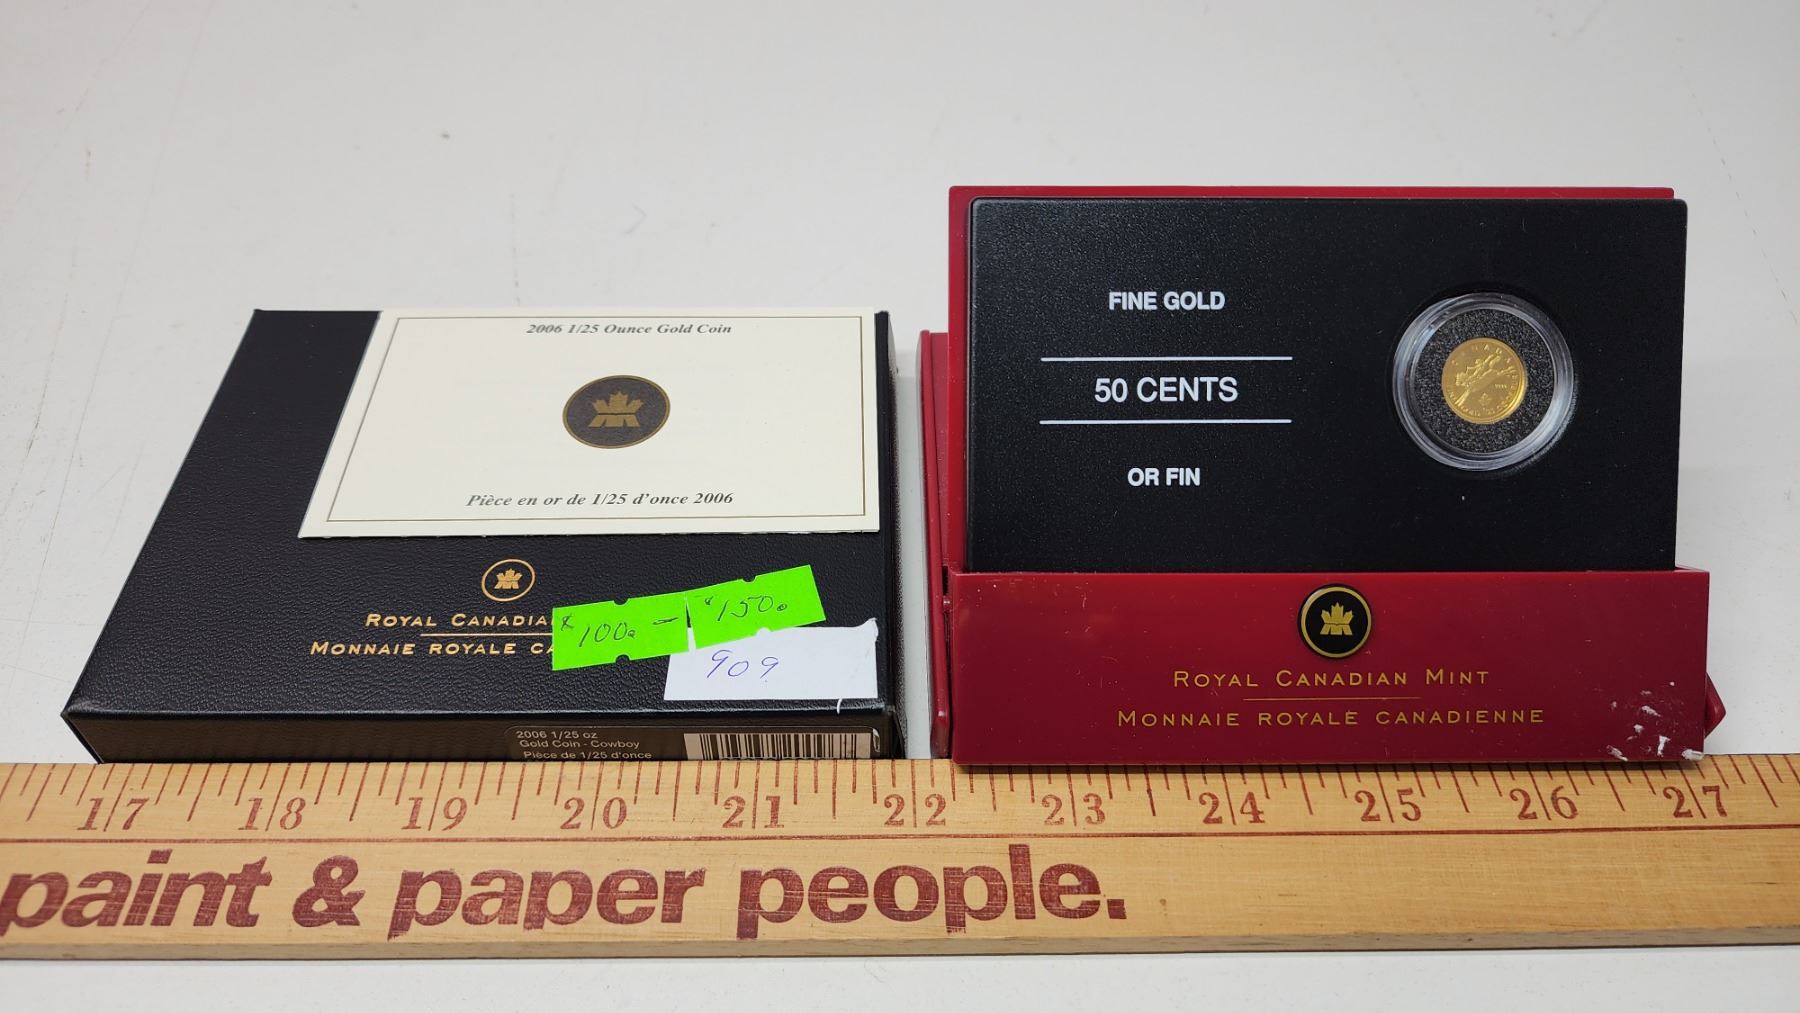 2006 1/25 Ounce Gold Coin
Pièce en or de 1/25 d'once 2006
ROYAL CANADIA
MONNAIE ROYALE CA
$100. - $150.
909
2006 1/25 oz
Gold Coin - Cowboy
Pièce de 1/25 d'once
FINE GOLD
50 CENTS
OR FIN
CANADA
ROYAL CANADIAN MINT
MONNAIE ROYALE CANADIENNE
17 18 19 20 21 22 23 24 25 26 27
paint & paper people.